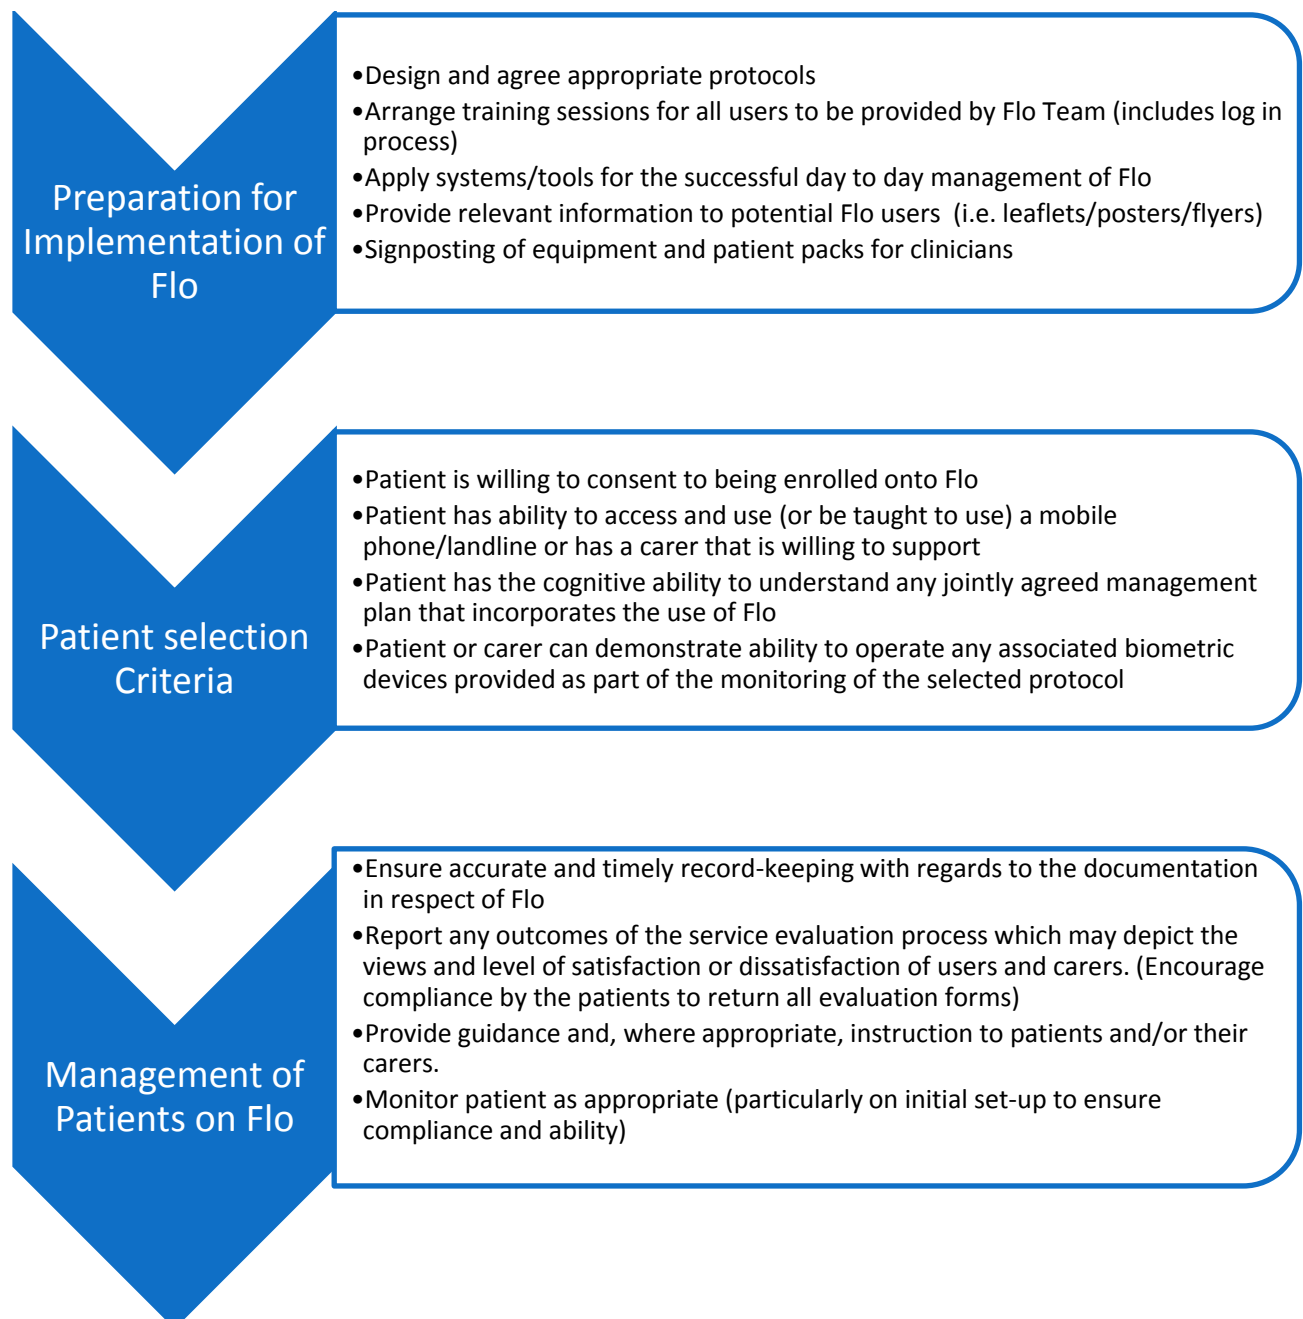 Preparation for
Implementation of
Flo
•Design and agree appropriate protocols
•Arrange training sessions for all users to be provided by Flo Team (includes log in
process)
•Apply systems/tools for the successful day to day management of Flo
•Provide relevant information to potential Flo users  (i.e. leaflets/posters/flyers)
•Signposting of equipment and patient packs for clinicians
Patient selection
Criteria
•Patient is willing to consent to being enrolled onto Flo
•Patient has ability to access and use (or be taught to use) a mobile
phone/landline or has a carer that is willing to support
•Patient has the cognitive ability to understand any jointly agreed management
plan that incorporates the use of Flo
•Patient or carer can demonstrate ability to operate any associated biometric
devices provided as part of the monitoring of the selected protocol
Management of
Patients on Flo
•Ensure accurate and timely record-keeping with regards to the documentation
in respect of Flo
•Report any outcomes of the service evaluation process which may depict the
views and level of satisfaction or dissatisfaction of users and carers. (Encourage
compliance by the patients to return all evaluation forms)
•Provide guidance and, where appropriate, instruction to patients and/or their
carers.
•Monitor patient as appropriate (particularly on initial set-up to ensure
compliance and ability)